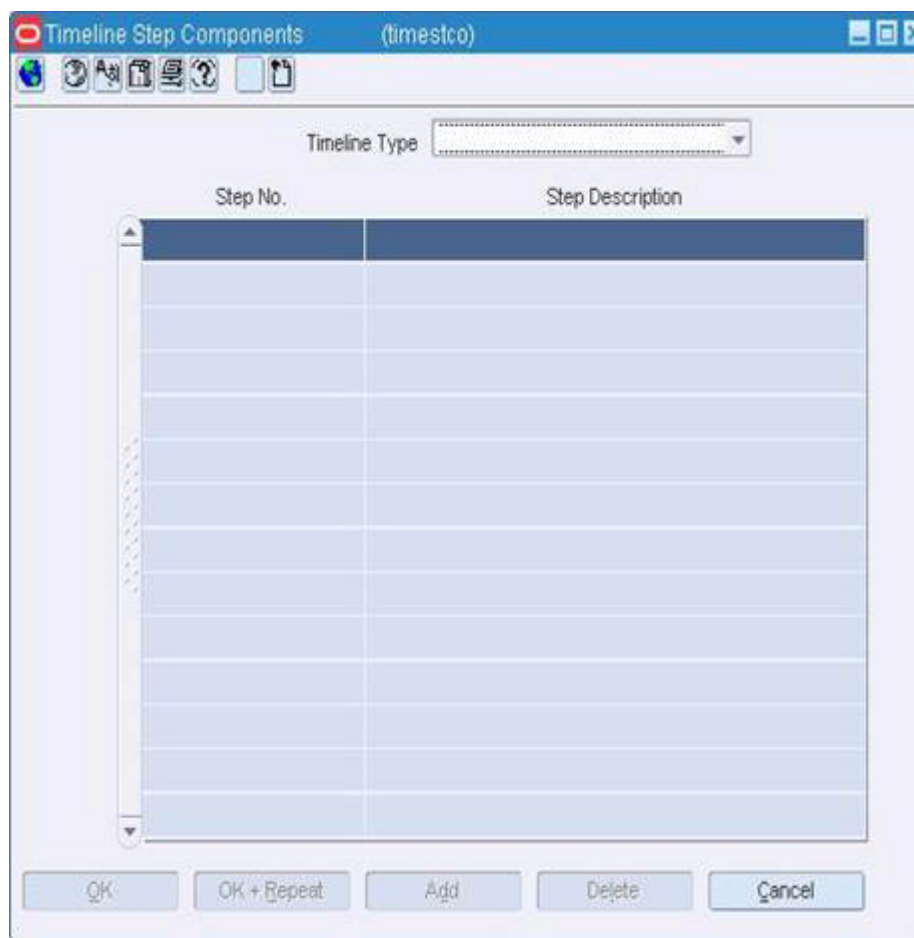 Timeline Step Components (timestco)
Timeline Type
Step No. Step Description
OK OK + Repeat Add Delete Cancel